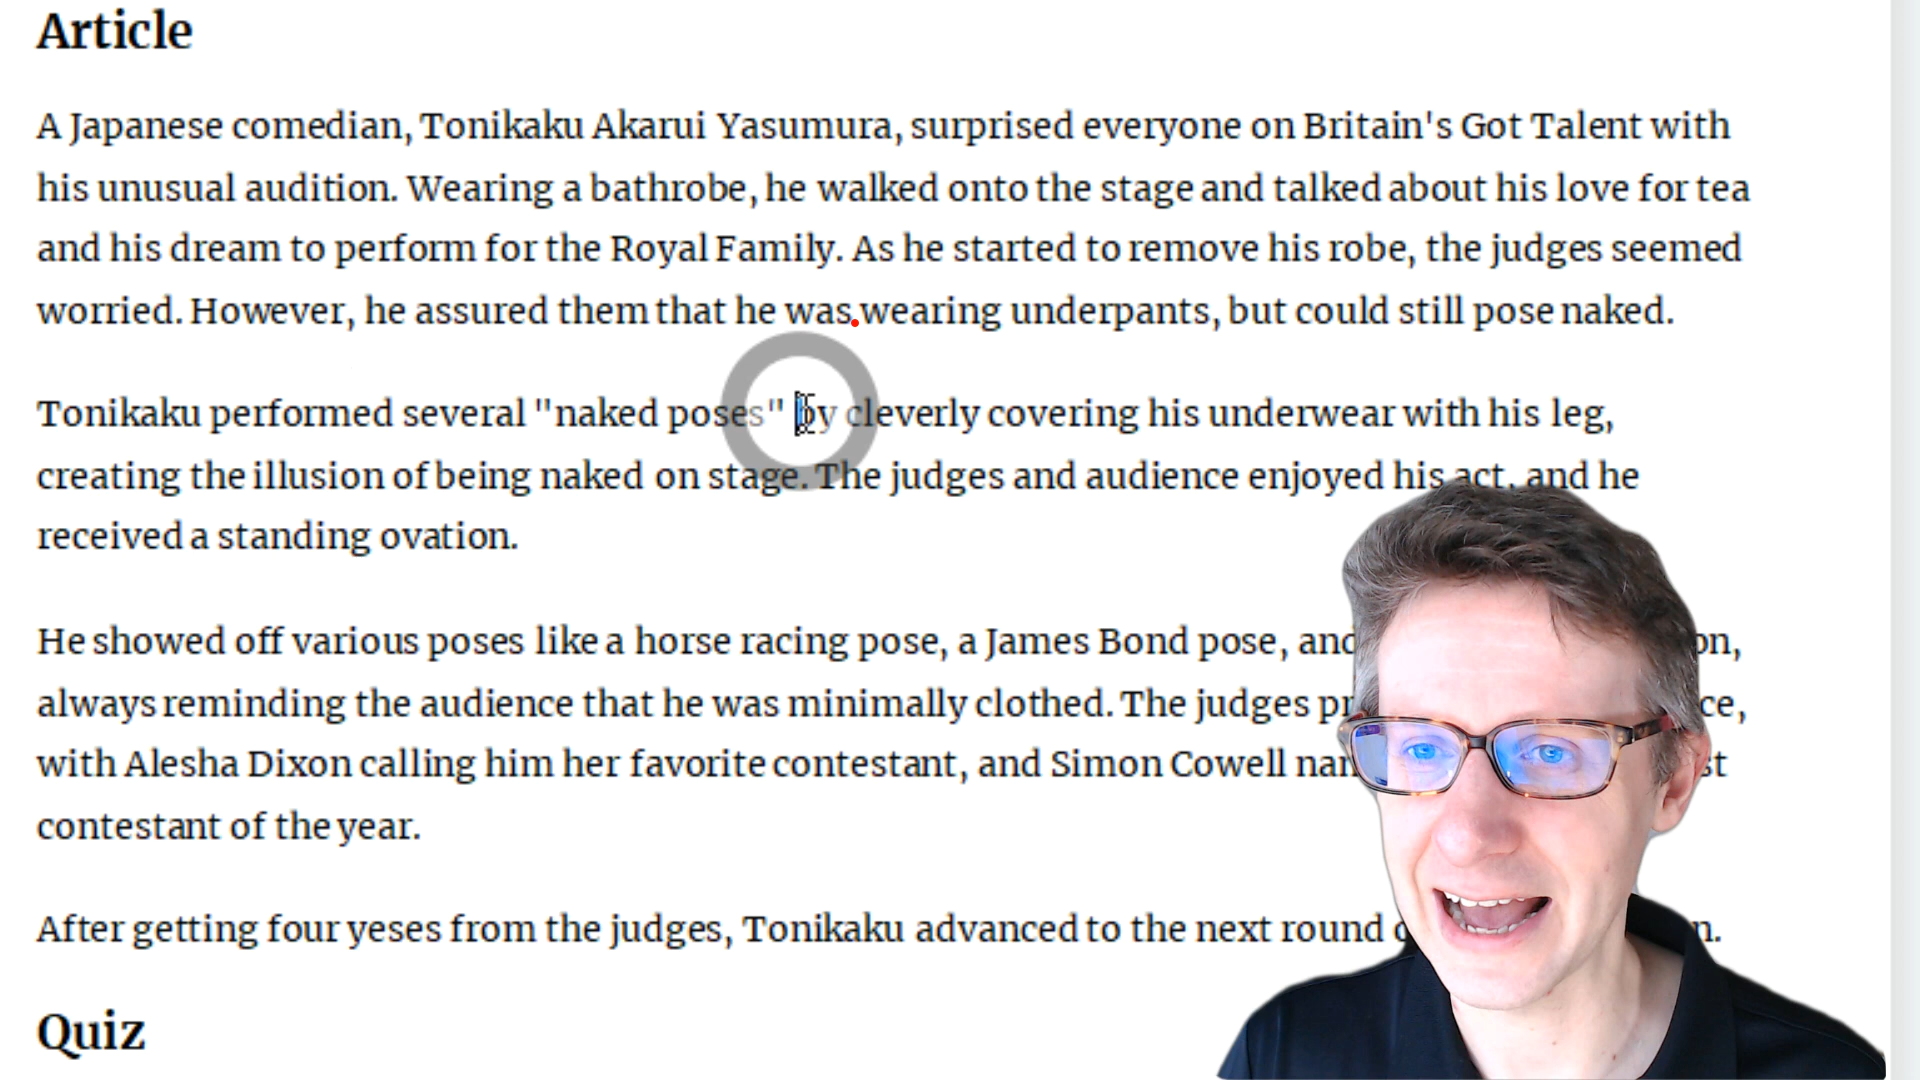 Article
A Japanese comedian, Tonikaku Akarui Yasumura, surprised everyone on Britain's Got Talent with
his unusual audition. Wearing a bathrobe, he walked onto the stage and talked about his love for tea
and his dream to perform for the Royal Family. As he started to remove his robe, the judges seemed
worried. However, he assured them that he was wearing underpants, but could still pose naked.
Tonikaku performed several "naked poses" by cleverly covering his underwear with his leg,
creating the illusion of being naked on stage. The judges and audience enjoyed his act, and he
received a standing ovation.
He showed off various poses like a horse racing pose, a James Bond pose, and
always reminding the audience that he was minimally clothed. The judges
with Alesha Dixon calling him her favorite contestant, and Simon Cowell
contestant of the year.
After getting four yeses from the judges, Tonikaku advanced to the next round
Quiz